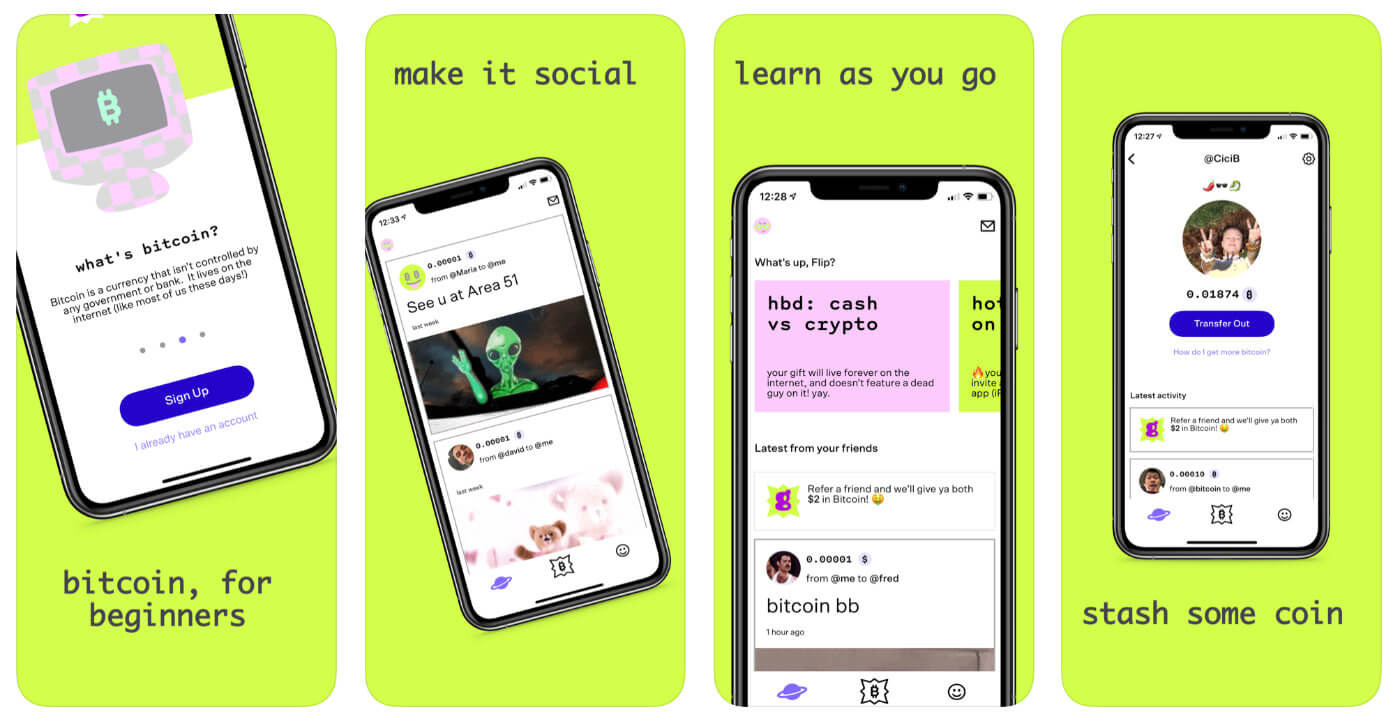 what's bitcoin?
Bitcoin is a currency that isn't controlled by
any government or bank.  It lives on the
internet (like most of us these days!)
Sign Up
I already have an account
bitcoin, for
beginners
make it social
12:33
0.00001 ₿
from @Maria to @me
See u at Area 51
last week
0.00001 ₿
from @david to @me
last week
learn as you go
12:28
What's up, Flip?
hbd: cash
vs crypto
your gift will live forever on the
internet, and doesn't feature a dead
guy on it! yay.
on
🔥you
invite
app
Latest from your friends
g
Refer a friend and we'll give ya both
$2 in Bitcoin! 🤑
0.00001 $
from @me to @fred
bitcoin bb
1 hour ago
12:27
@CiciB
🌶️🕶️🐉
0.01874 ₿
Transfer Out
How do I get more bitcoin?
Latest activity
g
Refer a friend and we'll give ya both
$2 in Bitcoin! 🤑
0.00010 ₿
from @bitcoin to @me
stash some coin